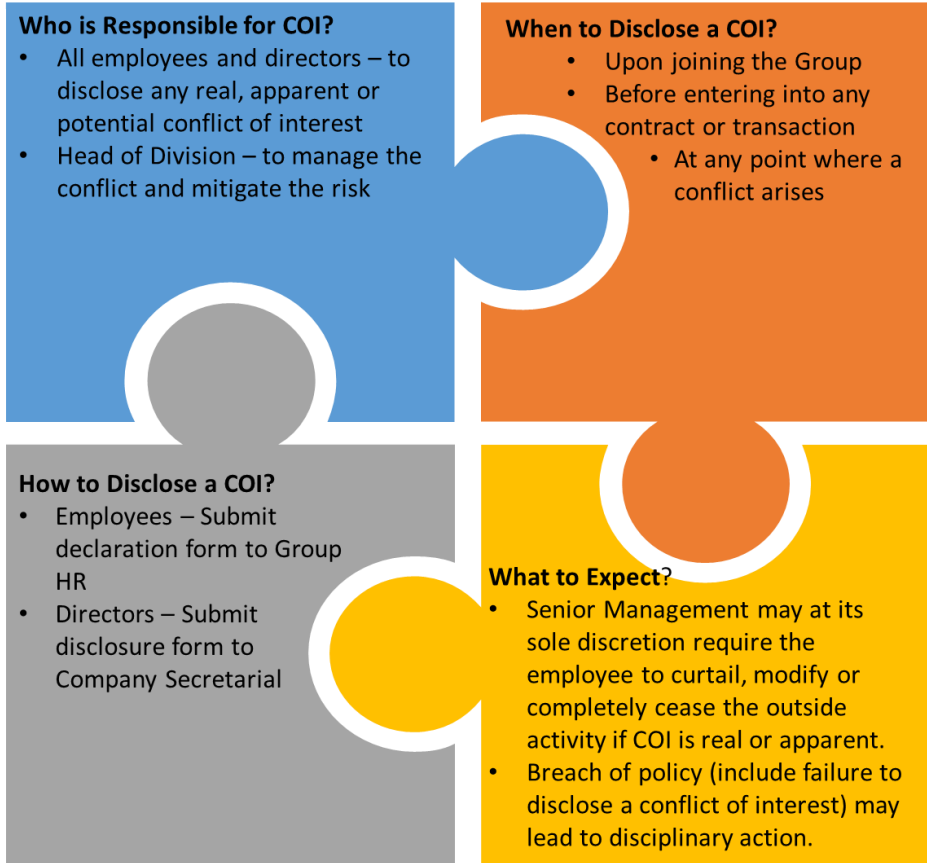 Who is Responsible for COI?
• All employees and directors – to
disclose any real, apparent or
potential conflict of interest
• Head of Division – to manage the
conflict and mitigate the risk
When to Disclose a COI?
• Upon joining the Group
• Before entering into any
contract or transaction
• At any point where a
conflict arises
How to Disclose a COI?
• Employees – Submit
declaration form to Group
HR
• Directors – Submit
disclosure form to
Company Secretarial
What to Expect?
• Senior Management may at its
sole discretion require the
employee to curtail, modify or
completely cease the outside
activity if COI is real or apparent.
• Breach of policy (include failure to
disclose a conflict of interest) may
lead to disciplinary action.